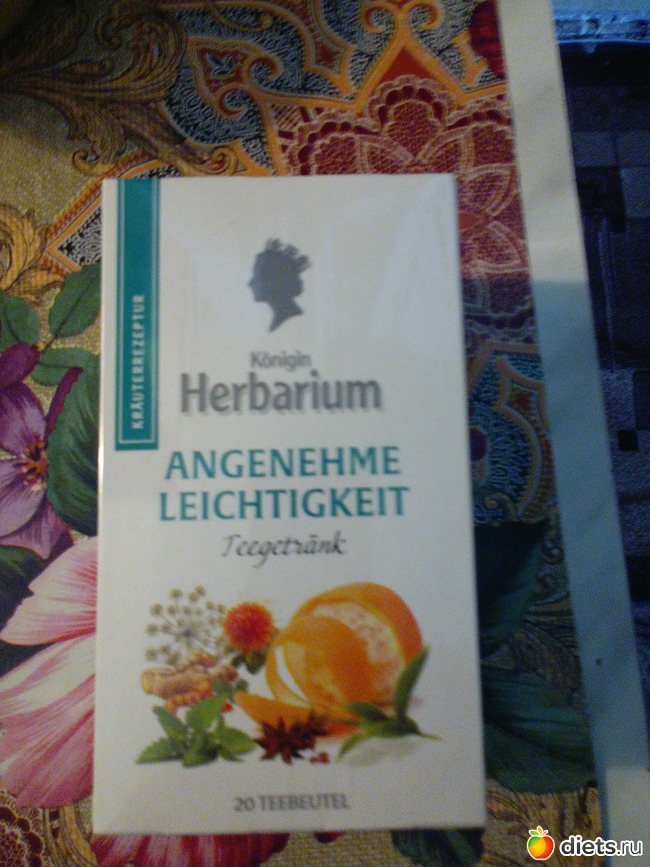 KRÄUTERREZEPTUR
Königin
Herbarium
ANGENEHME
LEICHTIGKEIT
Teegetränk
20 TEEBEUTEL
diets.ru